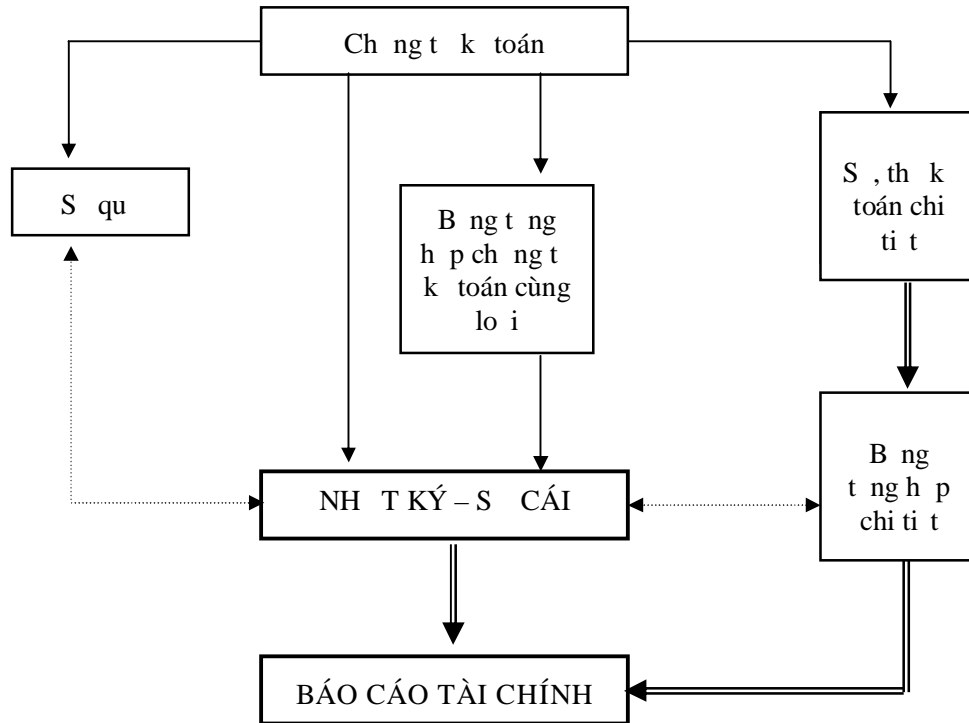 Ch ng t k toán
S qu
B ng t ng
h p ch ng t
k toán cùng
lo i
S , th k
toán chi
ti t
B ng
t ng h p
chi ti t
NH T KÝ – S CÁI
BÁO CÁO TÀI CHÍNH